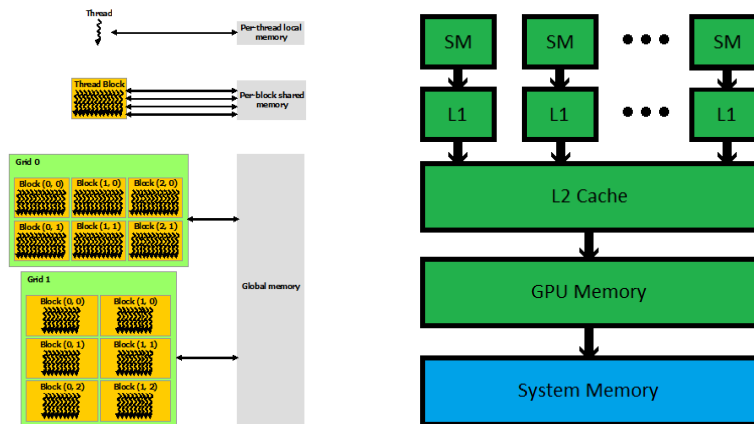 Thread
Per-thread local
memory
Thread Block
Per-block shared
memory
Grid 0
Block (0, 0) Block (1, 0) Block (2, 0)
Block (0, 1) Block (1, 1) Block (2, 1)
Grid 1
Block (0, 0) Block (1, 0)
Block (0, 1) Block (1, 1)
Block (0, 2) Block (1, 2)
Global memory
SM SM SM
L1 L1 L1
L2 Cache
GPU Memory
System Memory